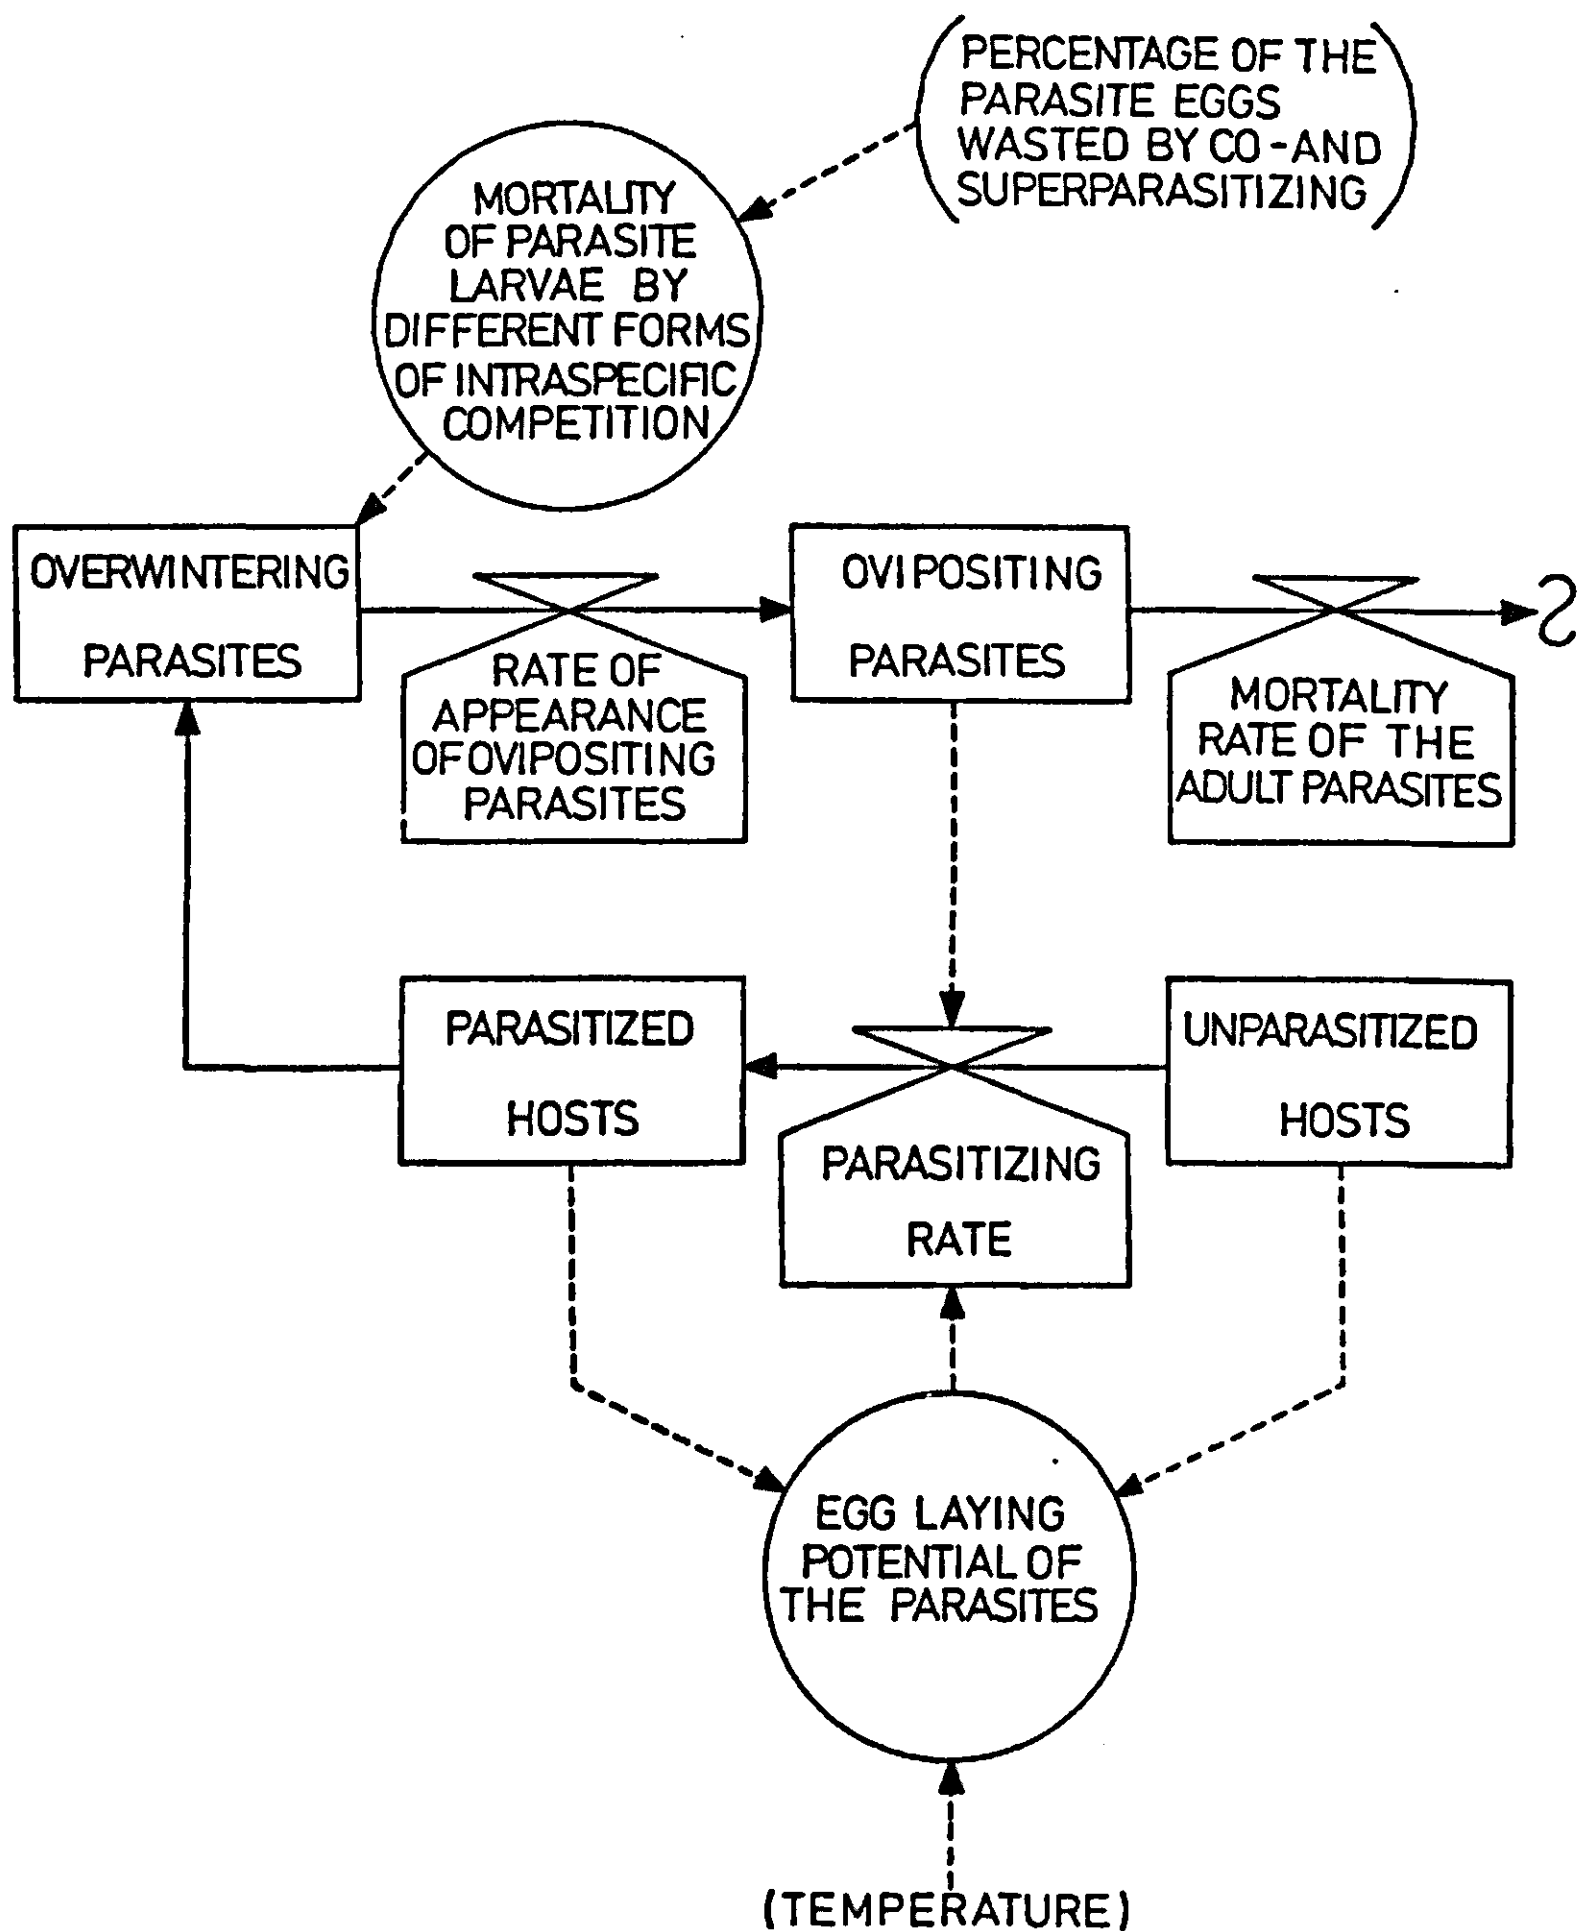 PERCENTAGE OF THE
PARASITE EGGS
WASTED BY CO-AND
SUPERPARASITIZING
MORTALITY
OF PARASITE
LARVAE BY
DIFFERENT FORMS
OF INTRASPECIFIC
COMPETITION
OVERWINTERING
PARASITES
RATE OF
APPEARANCE
OF OVIPOSITING
PARASITES
OVIPOSITING
PARASITES
MORTALITY
RATE OF THE
ADULT PARASITES
PARASITIZED
HOSTS
PARASITIZING
RATE
UNPARASITIZED
HOSTS
EGG LAYING
POTENTIAL OF
THE PARASITES
(TEMPERATURE)